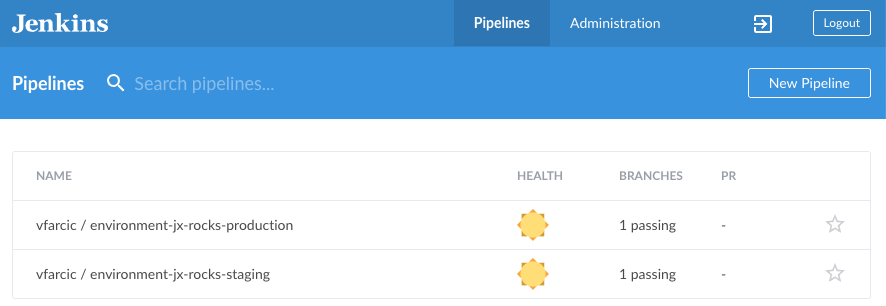 Jenkins Pipelines Administration Logout
Pipelines Search pipelines... New Pipeline
NAME HEALTH BRANCHES PR
vfarcic / environment-jx-rocks-production 1 passing -
vfarcic / environment-jx-rocks-staging 1 passing -